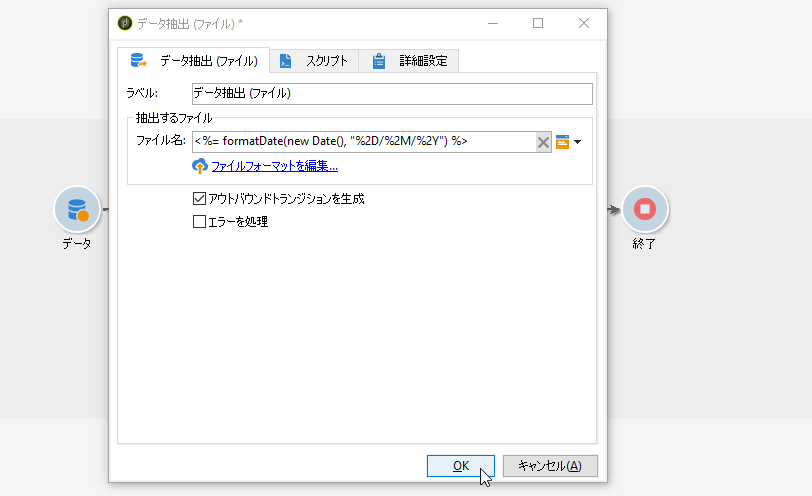 データ抽出 (ファイル) *
データ抽出 (ファイル)
スクリプト
詳細設定
ラベル:
データ抽出 (ファイル)
抽出するファイル
ファイル名:
<%= formatDate(new Date(), "%2D/%2M/%2Y") %>
ファイルフォーマットを編集...
アウトバウンドトランジションを生成
エラーを処理
データ
終了
OK
キャンセル(A)